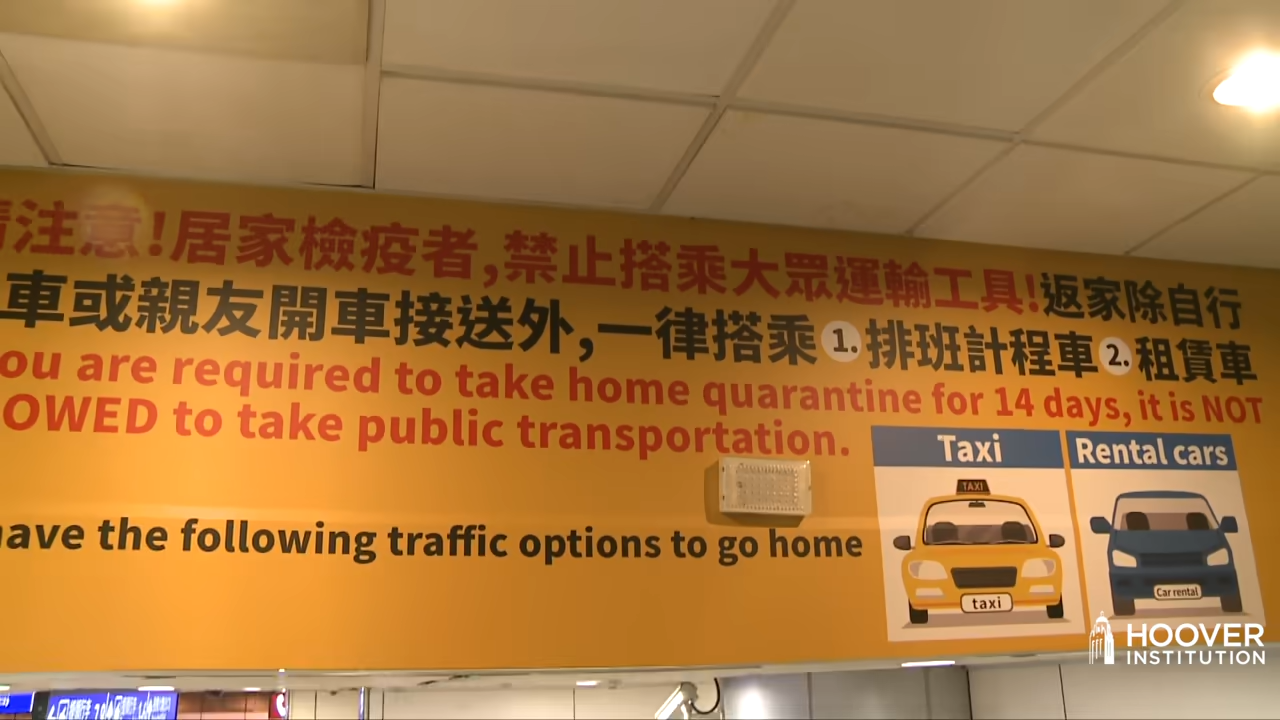 請注意!居家檢疫者,禁止搭乘大眾運輸工具!返家除自行
車或親友開車接送外,一律搭乘1.排班計程車2.租賃車
ou are required to take home quarantine for 14 days, it is NOT
OWED to take public transportation.
ave the following traffic options to go home
Taxi
Rental cars
TAXI
taxi
Car rental
HOOVER
INSTITUTION